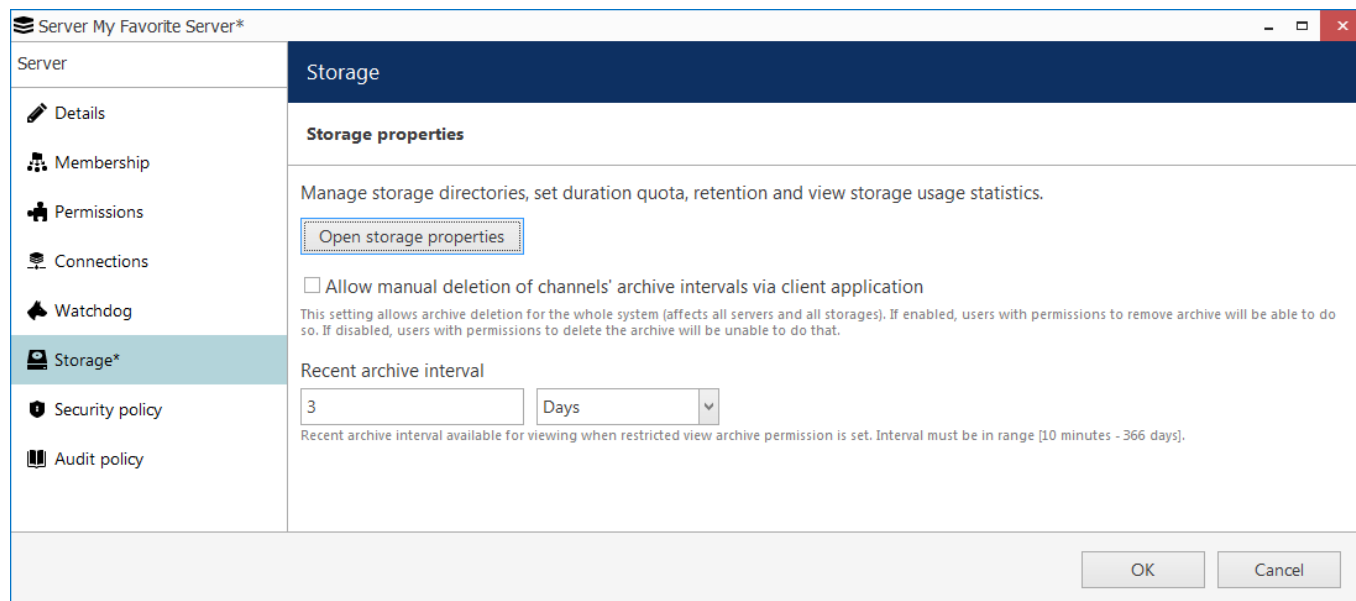 Server My Favorite Server*
Server
Details
Membership
Permissions
Connections
Watchdog
Storage*
Security policy
Audit policy
Storage
Storage properties
Manage storage directories, set duration quota, retention and view storage usage statistics.
Open storage properties
Allow manual deletion of channels' archive intervals via client application
This setting allows archive deletion for the whole system (affects all servers and all storages). If enabled, users with permissions to remove archive will be able to do
so. If disabled, users with permissions to delete the archive will be unable to do that.
Recent archive interval
3 Days
Recent archive interval available for viewing when restricted view archive permission is set. Interval must be in range [10 minutes - 366 days].
OK Cancel